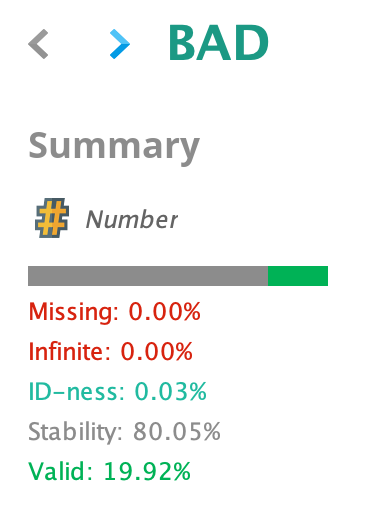 BAD
Summary
# Number
Missing: 0.00%
Infinite: 0.00%
ID-ness: 0.03%
Stability: 80.05%
Valid: 19.92%